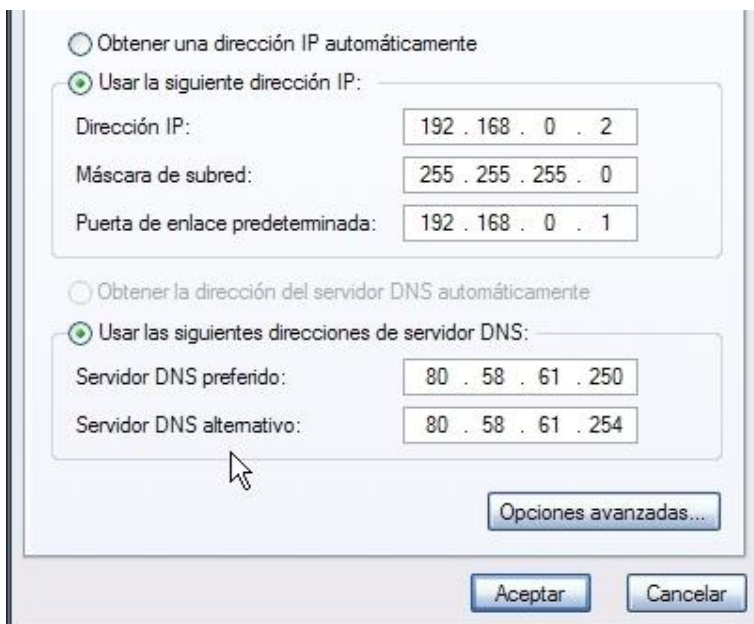 Obtener una dirección IP automáticamente
Usar la siguiente dirección IP:
Dirección IP: 192 . 168 . 0 . 2
Máscara de subred: 255 . 255 . 255 . 0
Puerta de enlace predeterminada: 192 . 168 . 0 . 1
Obtener la dirección del servidor DNS automáticamente
Usar las siguientes direcciones de servidor DNS:
Servidor DNS preferido: 80 . 58 . 61 . 250
Servidor DNS alternativo: 80 . 58 . 61 . 254
Opciones avanzadas...
Aceptar Cancelar